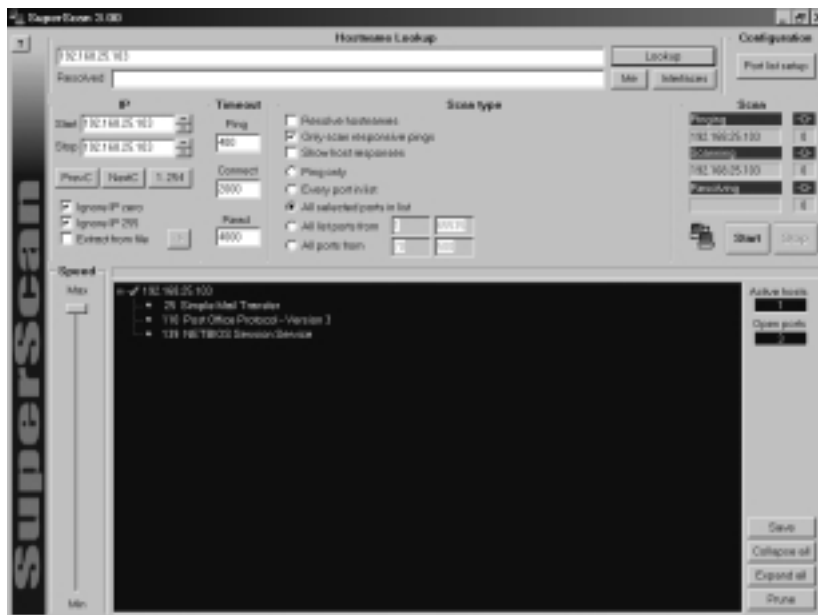 SuperScan 3.00
Hostname Lookup
192.168.25.103
Lookup
Resolved
Me
Interfaces
Configuration
Port list setup
IP
Start 192.168.25.103
Stop 192.168.25.103
PrevC
NextC
1..254
Ignore IP zero
Ignore IP 255
Extract from file
Timeout
Ping
400
Connect
2000
Read
4000
Scan type
Resolve hostnames
Only scan responsive pings
Show host responses
Ping only
Every port in list
All selected ports in list
All list ports from
All ports from
Scan
Pinging
192.168.25.103
0
Scanning
192.168.25.103
0
Resolving
0
Start
Stop
Speed
Max
Min
SuperScan
192.168.25.103
25 Simple Mail Transfer
110 Post Office Protocol - Version 3
139 NETBIOS Session Service
Active hosts
1
Open ports
3
Save
Collapse all
Expand all
Prune